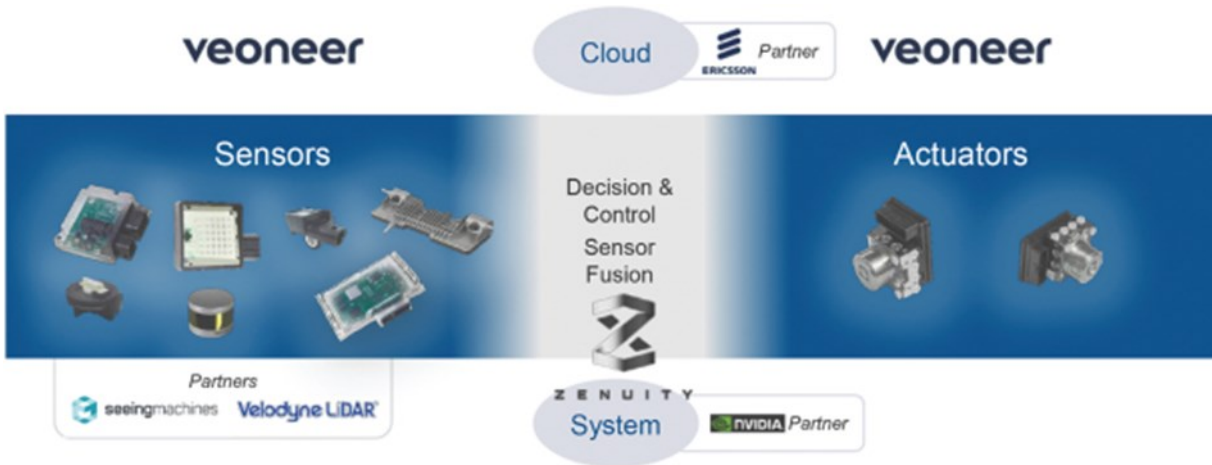 veoneer
Cloud
ERICSSON
Partner
veoneer
Sensors
Decision &
Control
Sensor
Fusion
Actuators
Partners
seeingmachines
Velodyne LiDAR
ZENUITY
System
NVIDIA Partner